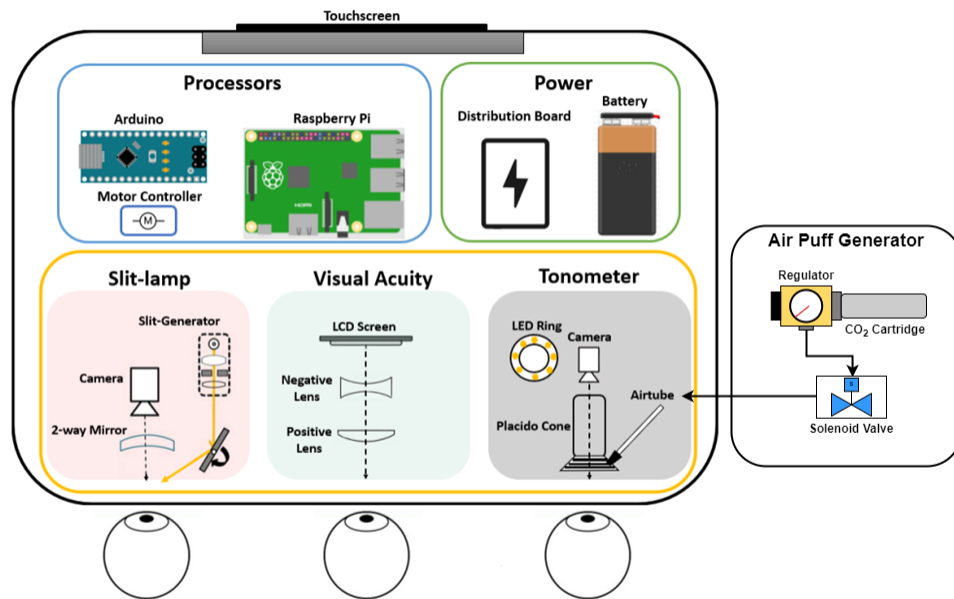 Touchscreen
Processors
Arduino
Raspberry Pi
Motor Controller
M
HDMI
Power
Distribution Board
Battery
Slit-lamp
Slit-Generator
Camera
2-way Mirror
Visual Acuity
LCD Screen
Negative
Lens
Positive
Lens
Tonometer
LED Ring
Camera
Airtube
Placido Cone
Air Puff Generator
Regulator
CO₂ Cartridge
S
Solenoid Valve